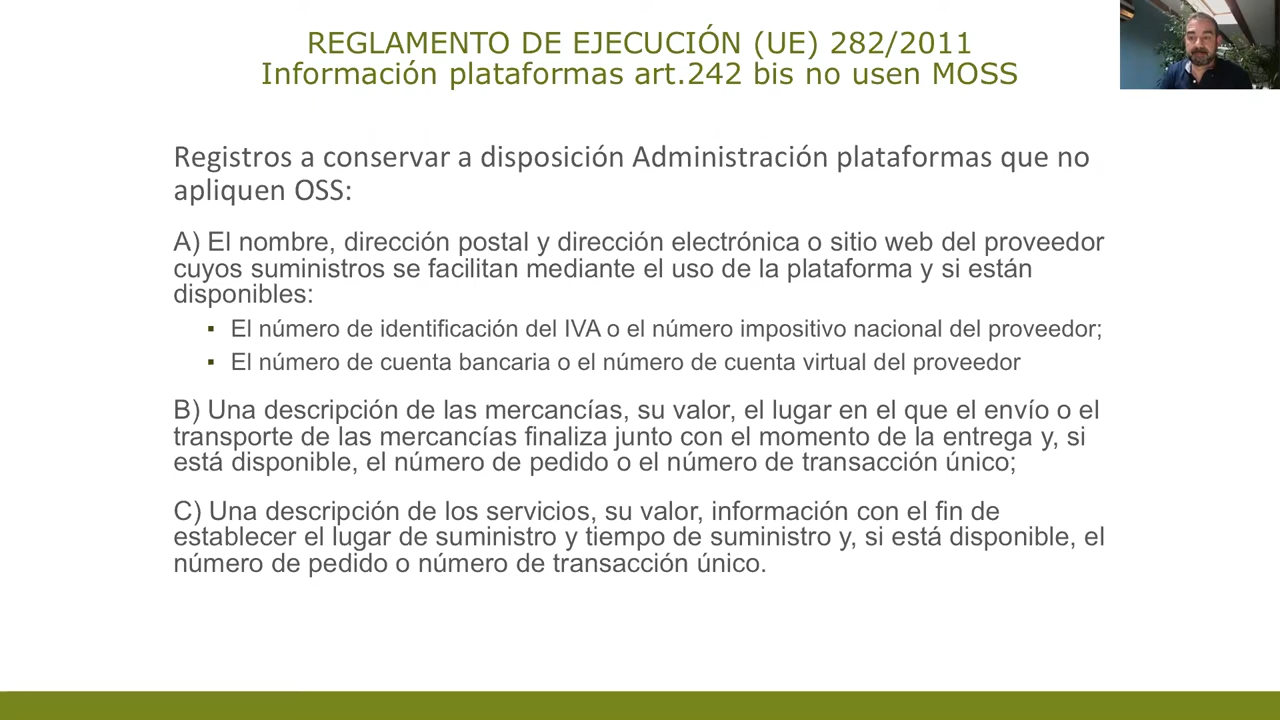 REGLAMENTO DE EJECUCIÓN (UE) 282/2011
Información plataformas art.242 bis no usen MOSS
Registros a conservar a disposición Administración plataformas que no
apliquen OSS:
A) El nombre, dirección postal y dirección electrónica o sitio web del proveedor
cuyos suministros se facilitan mediante el uso de la plataforma y si están
disponibles:
▪ El número de identificación del IVA o el número impositivo nacional del proveedor;
▪ El número de cuenta bancaria o el número de cuenta virtual del proveedor
B) Una descripción de las mercancías, su valor, el lugar en el que el envío o el
transporte de las mercancías finaliza junto con el momento de la entrega y, si
está disponible, el número de pedido o el número de transacción único;
C) Una descripción de los servicios, su valor, información con el fin de
establecer el lugar de suministro y tiempo de suministro y, si está disponible, el
número de pedido o número de transacción único.